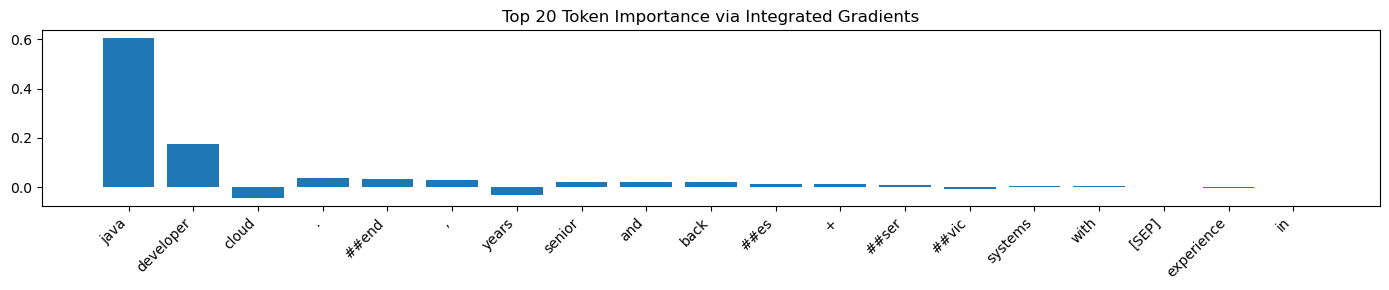 Top 20 Token Importance via Integrated Gradients
0.6
0.4
0.2
0.0
java
developer
cloud
.
##end
,
years
senior
and
back
##es
+
##ser
##vic
systems
with
[SEP]
experience
in